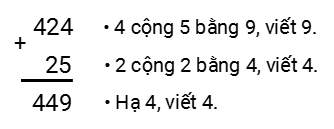 424 • 4 cộng 5 bằng 9, viết 9.
+
25 • 2 cộng 2 bằng 4, viết 4.
449 • Hạ 4, viết 4.